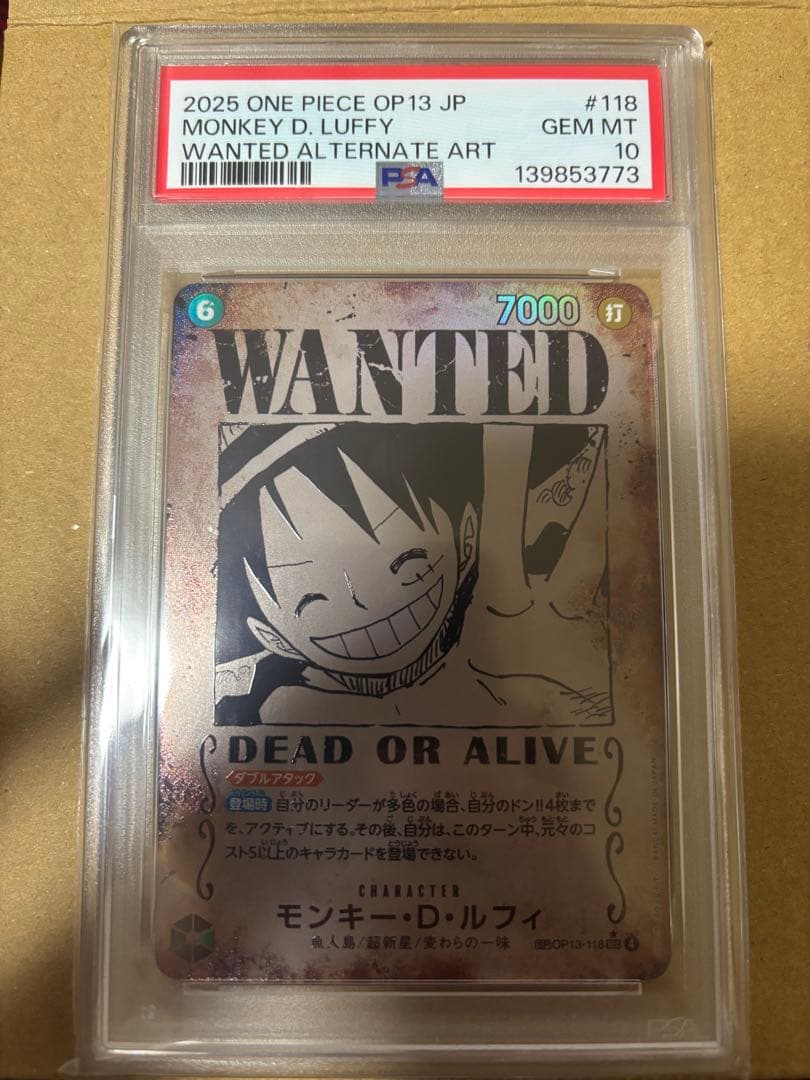 2025 ONE PIECE OP13 JP #118
MONKEY D. LUFFY GEM MT
WANTED ALTERNATE ART 10
PSA 139853773
6 7000 打
WANTED
DEAD OR ALIVE
ダブルアタック
登場時 自分のリーダーが多色の場合、自分のドン!!4枚まで
を、アクティブにする。その後、自分は、このターン中、元々のコ
スト5以上のキャラカードを登場できない。
CHARACTER
モンキー・D・ルフィ
魚人島/超新星/麦わらの一味 OP13-118 4
PSA